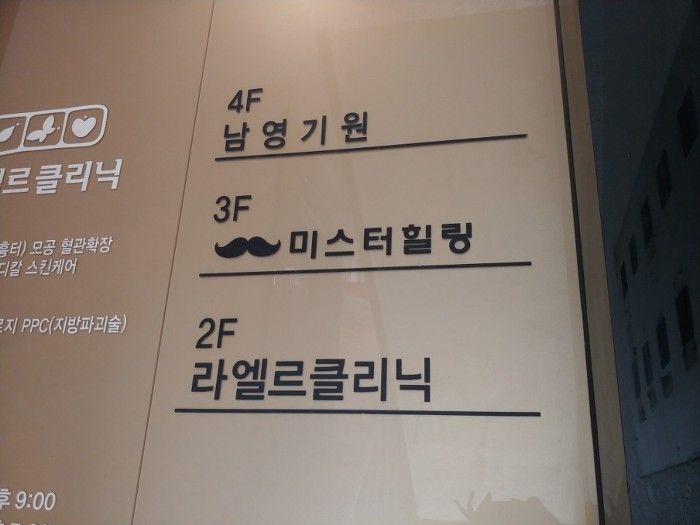 4F
남영기원
3F
미스터힐링
2F
라엘르클리닉
르클리닉
흉터) 모공 혈관확장
디칼 스킨케어
지 PPC(지방파괴술)
후 9:00